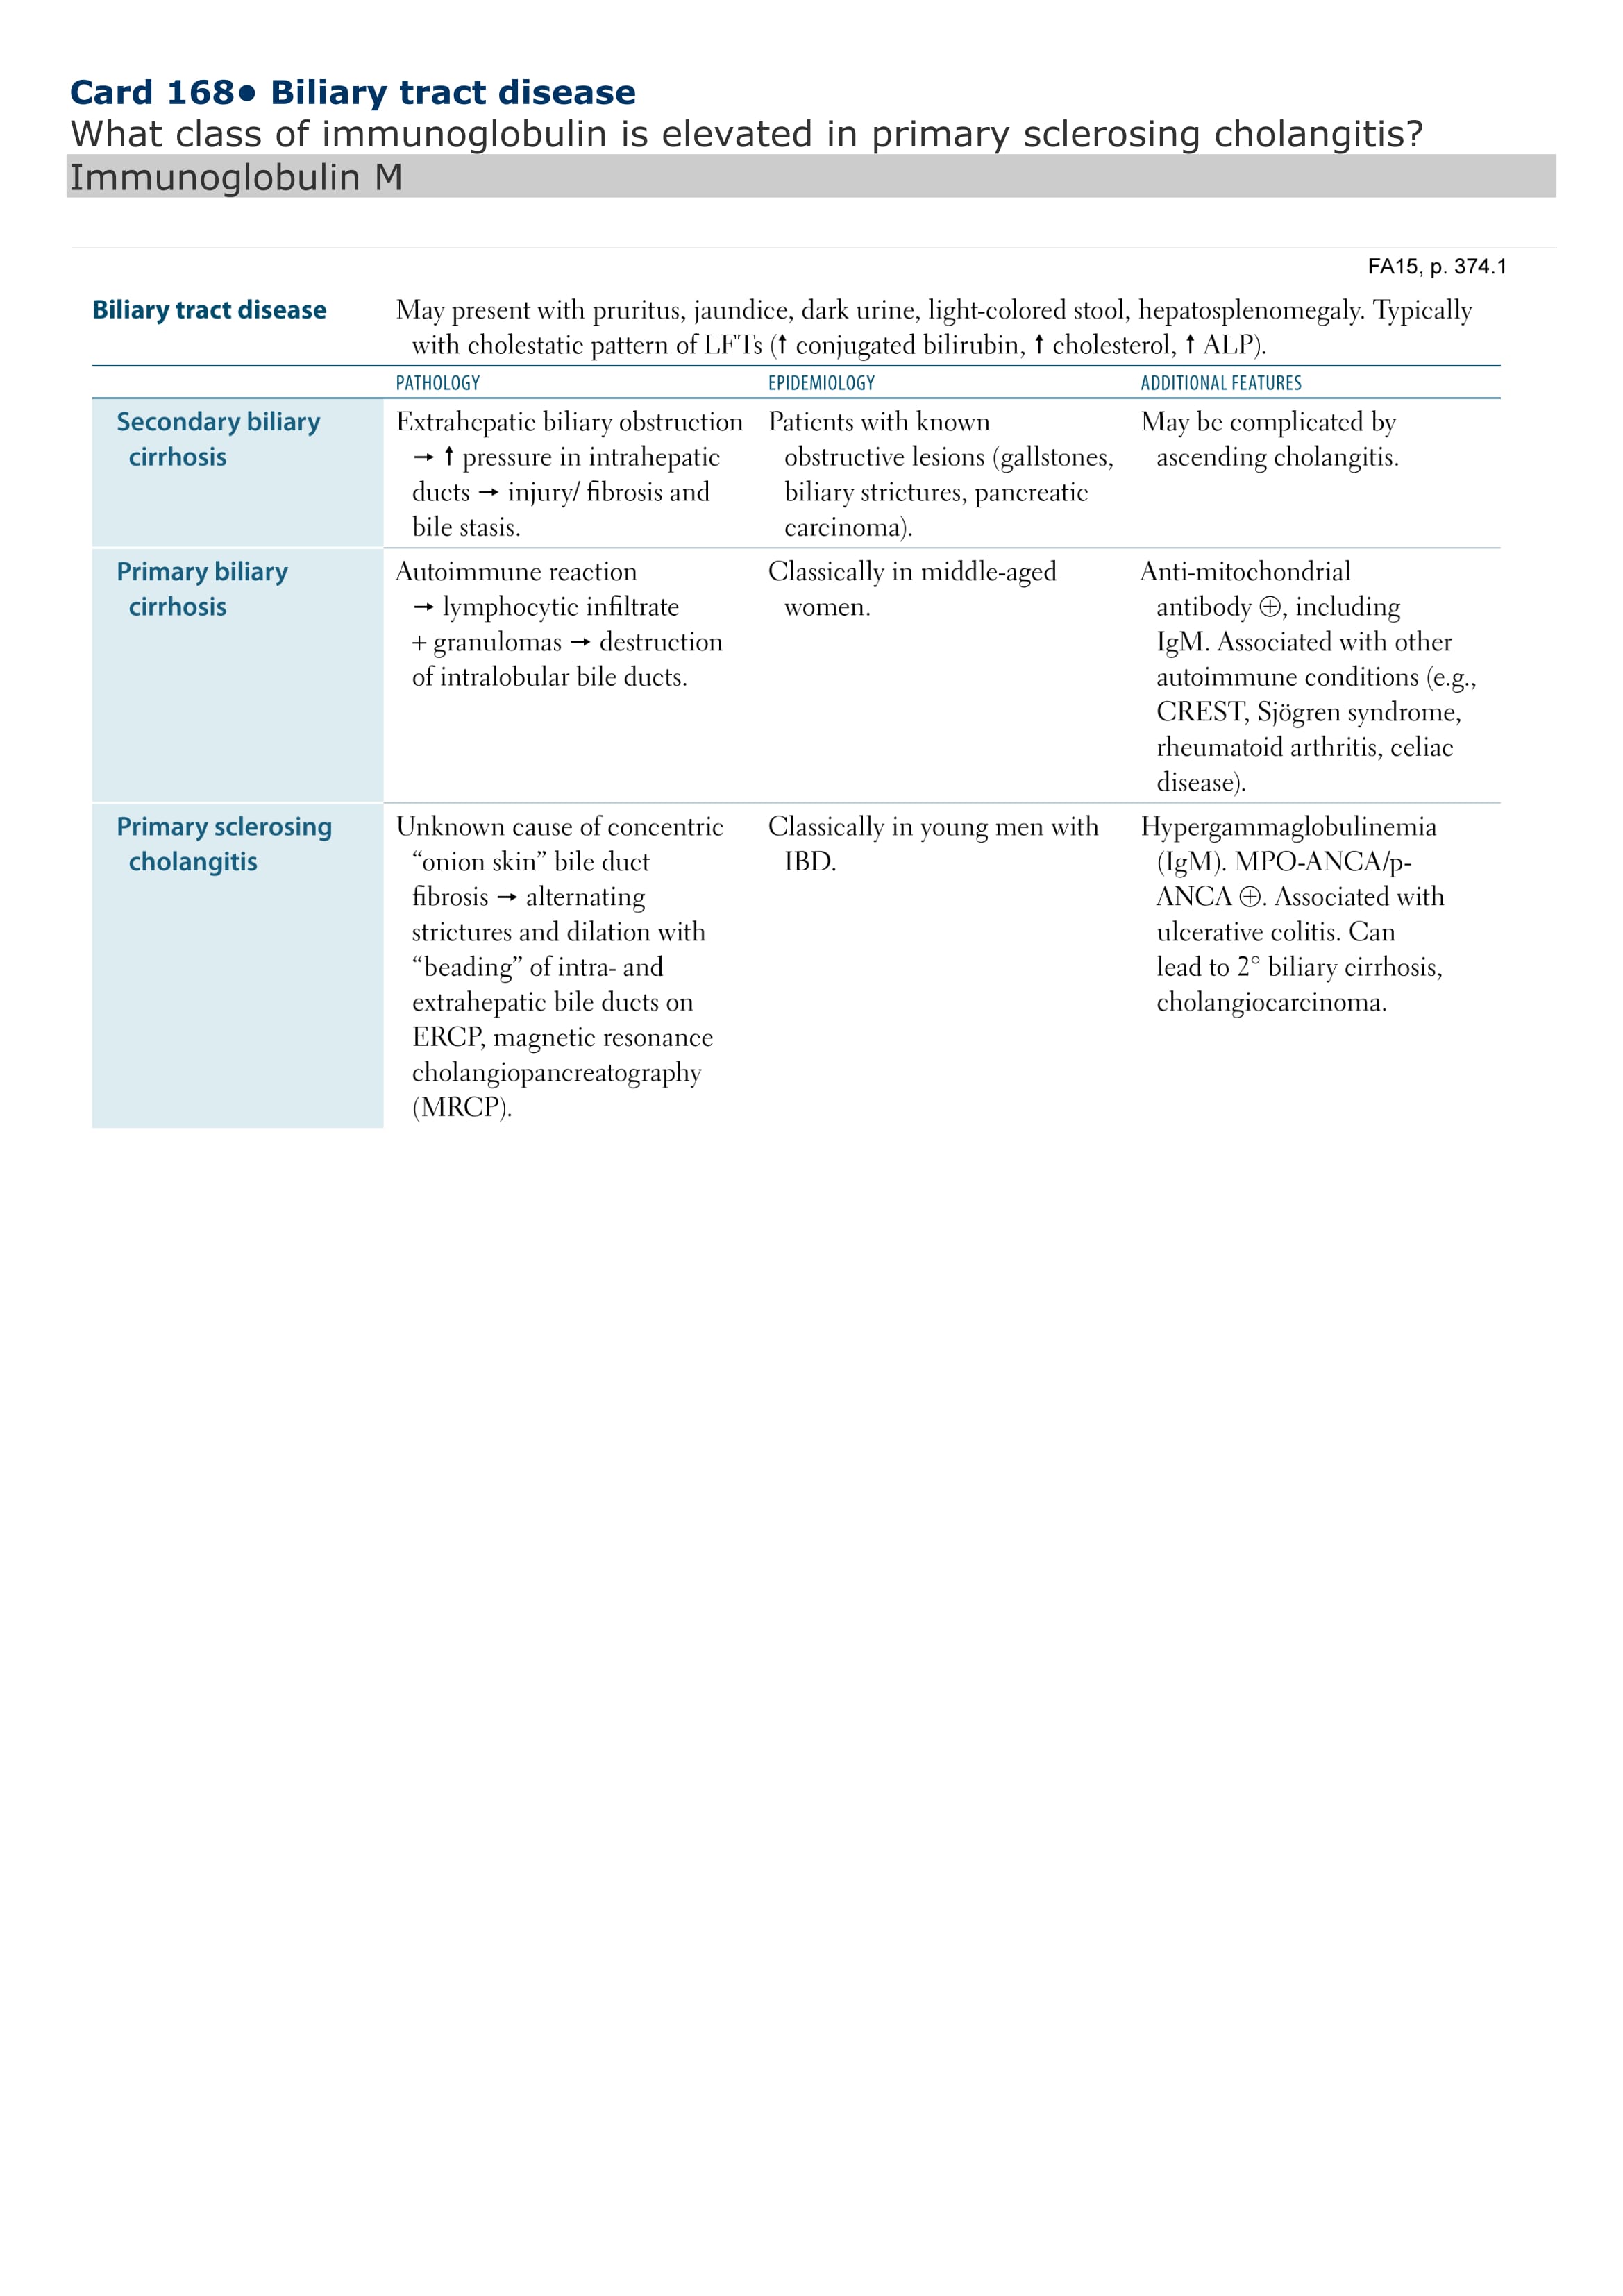 Card 168● Biliary tract disease
What class of immunoglobulin is elevated in primary sclerosing cholangitis?
Immunoglobulin M
FA15, p. 374.1
Biliary tract disease
May present with pruritus, jaundice, dark urine, light-colored stool, hepatosplenomegaly. Typically
with cholestatic pattern of LFTs (↑ conjugated bilirubin, ↑ cholesterol, ↑ ALP).
PATHOLOGY
EPIDEMIOLOGY
ADDITIONAL FEATURES
Secondary biliary
cirrhosis
Extrahepatic biliary obstruction
→ ↑ pressure in intrahepatic
ducts → injury/ fibrosis and
bile stasis.
Patients with known
obstructive lesions (gallstones,
biliary strictures, pancreatic
carcinoma).
May be complicated by
ascending cholangitis.
Primary biliary
cirrhosis
Autoimmune reaction
→ lymphocytic infiltrate
+ granulomas → destruction
of intralobular bile ducts.
Classically in middle-aged
women.
Anti-mitochondrial
antibody ⊕, including
IgM. Associated with other
autoimmune conditions (e.g.,
CREST, Sjögren syndrome,
rheumatoid arthritis, celiac
disease).
Primary sclerosing
cholangitis
Unknown cause of concentric
“onion skin” bile duct
fibrosis → alternating
strictures and dilation with
“beading” of intra- and
extrahepatic bile ducts on
ERCP, magnetic resonance
cholangiopancreatography
(MRCP).
Classically in young men with
IBD.
Hypergammaglobulinemia
(IgM). MPO-ANCA/p-
ANCA ⊕. Associated with
ulcerative colitis. Can
lead to 2° biliary cirrhosis,
cholangiocarcinoma.